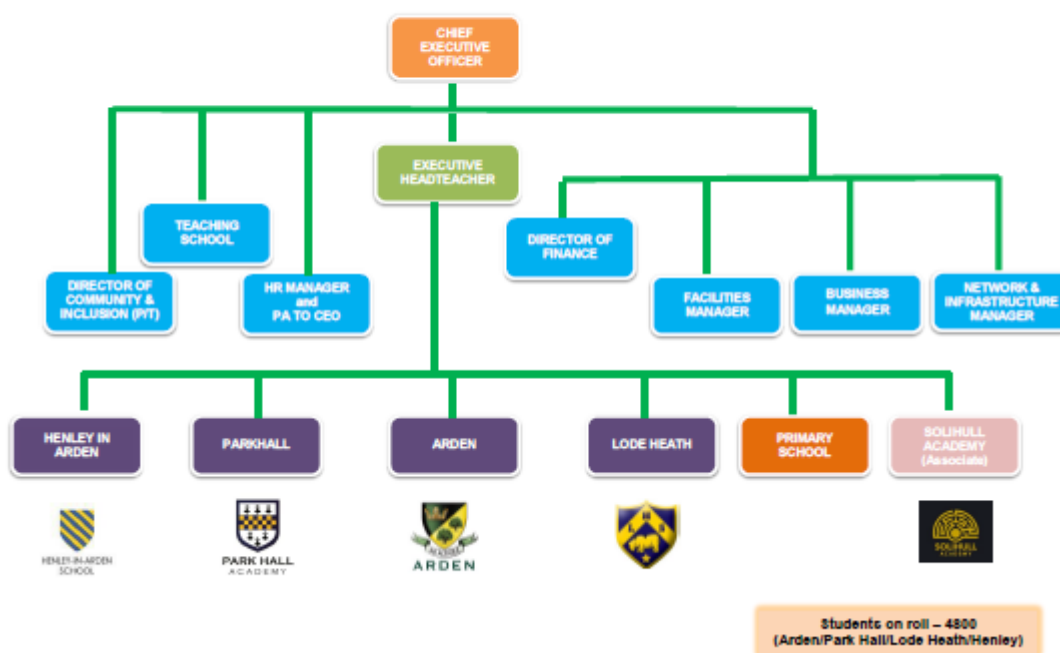 CHIEF
EXECUTIVE
OFFICER
EXECUTIVE
HEADTEACHER
TEACHING
SCHOOL
DIRECTOR OF
COMMUNITY &
INCLUSION (P/T)
HR MANAGER
and
PA TO CEO
DIRECTOR OF
FINANCE
FACILITIES
MANAGER
BUSINESS
MANAGER
NETWORK &
INFRASTRUCTURE
MANAGER
HENLEY IN
ARDEN
PARKHALL
ARDEN
LODE HEATH
PRIMARY
SCHOOL
SOLIHULL
ACADEMY
(Associate)
HENLEY-IN-ARDEN
SCHOOL
PARK HALL
ACADEMY
ARDEN
L H S
SOLIHULL
ACADEMY
Students on roll – 4800
(Arden/Park Hall/Lode Heath/Henley)